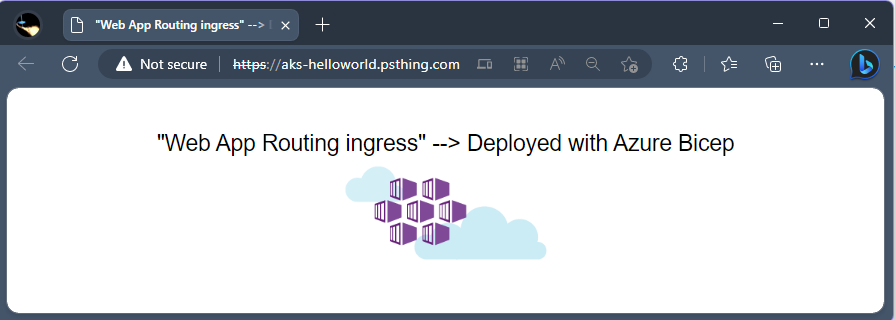 "Web App Routing ingress" -->
Not secure https://aks-helloworld.psthing.com
"Web App Routing ingress" --> Deployed with Azure Bicep